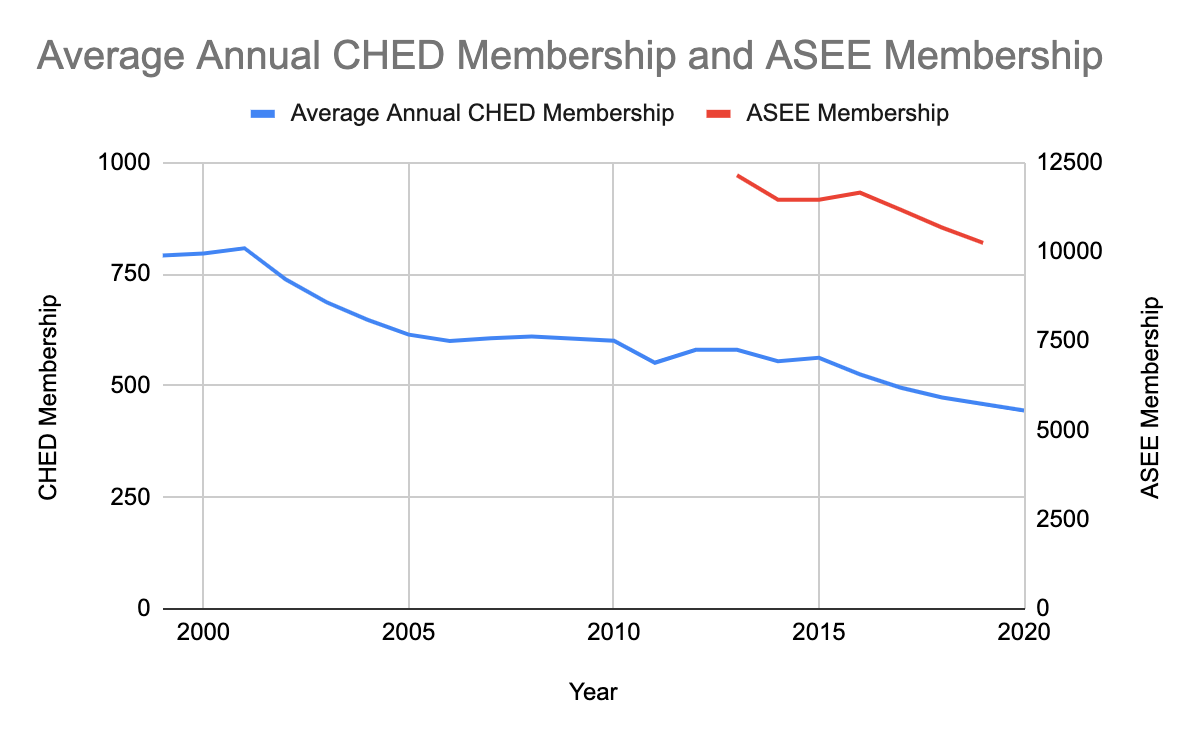 Average Annual CHED Membership and ASEE Membership
Average Annual CHED Membership ASEE Membership
1000 12500
10000
750
7500
500
5000
250
2500
0 0
2000 2005 2010 2015 2020
Year
CHED Membership
ASEE Membership